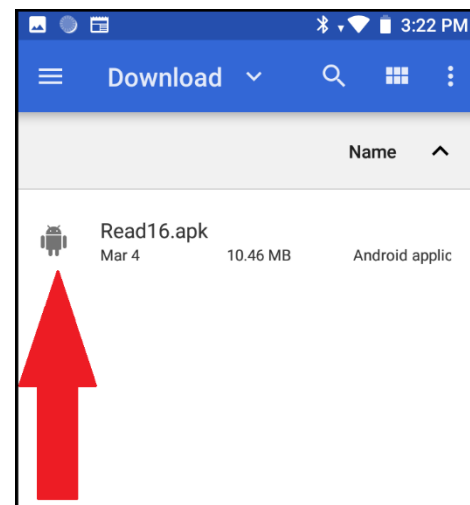 3:22 PM
Download
Name
Read16.apk
Mar 4 10.46 MB Android applic